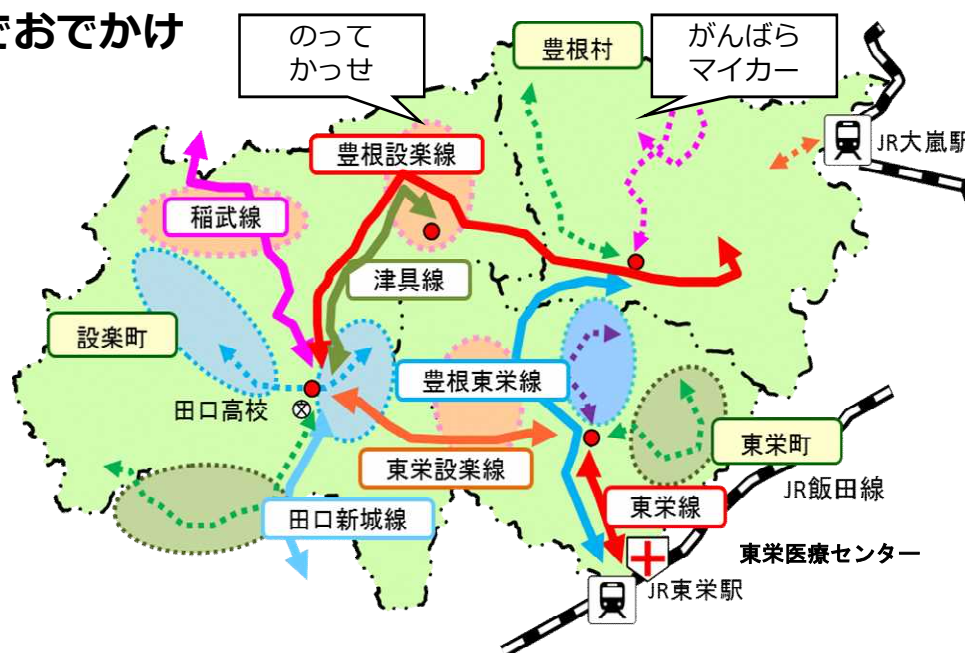 でおでかけ
のって
かっせ
豊根村
がんばら
マイカー
JR大嵐駅
豊根設楽線
稲武線
津具線
設楽町
豊根東栄線
田口高校
東栄町
東栄設楽線
JR飯田線
田口新城線
東栄線
東栄医療センター
JR東栄駅